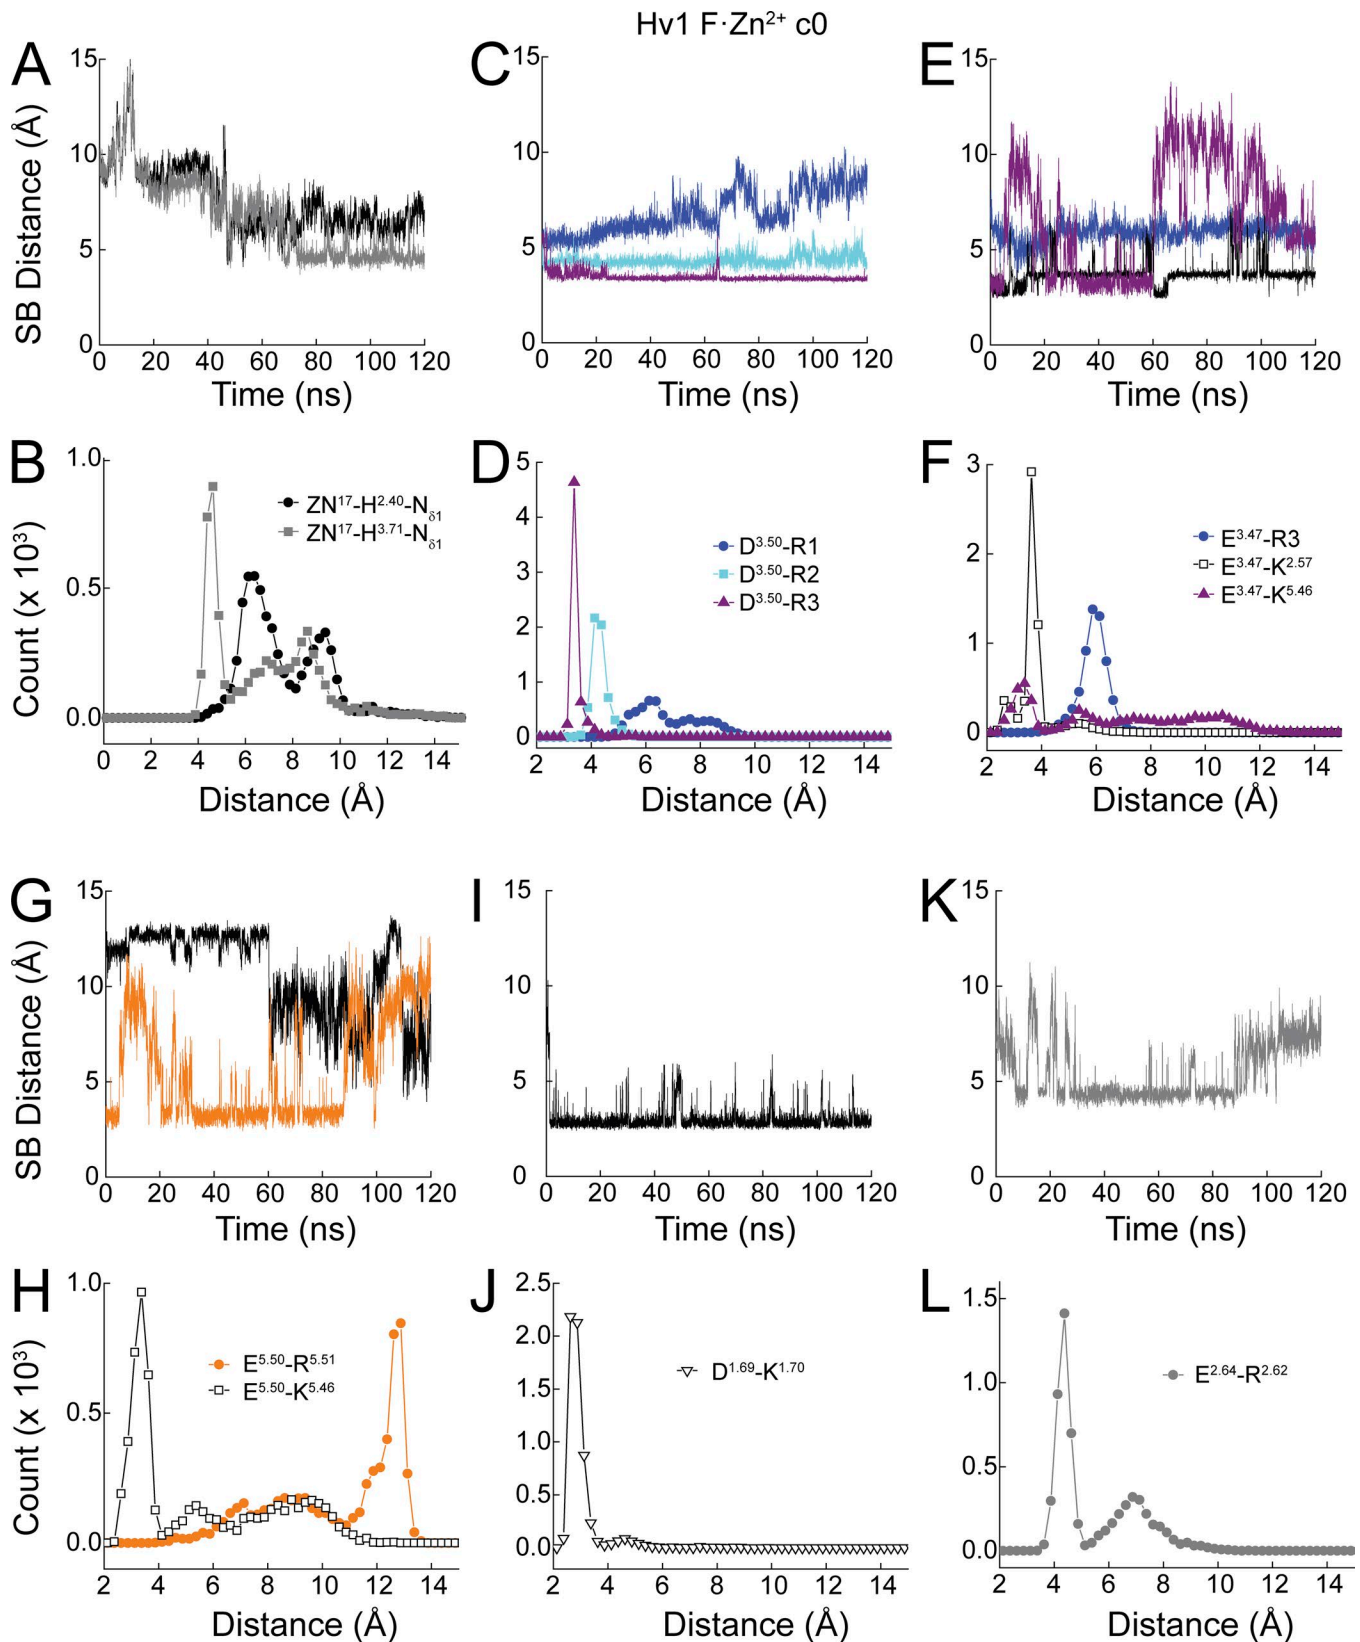 Hv1 F·Zn²⁺ c0
A
15
10
5
0
SB Distance (Å)
0 20 40 60 80 100 120
Time (ns)
C
15
10
5
0
0 20 40 60 80 100 120
Time (ns)
E
15
10
5
0
0 20 40 60 80 100 120
Time (ns)
B
1.0
0.5
0.0
Count (x 10³)
ZN¹⁷-H²·⁴⁰-Nδ1
ZN¹⁷-H³·⁷¹-Nδ1
0 2 4 6 8 10 12 14
Distance (Å)
D
5
4
3
2
1
0
D³·⁵⁰-R1
D³·⁵⁰-R2
D³·⁵⁰-R3
2 4 6 8 10 12 14
Distance (Å)
F
3
2
1
0
E³·⁴⁷-R3
E³·⁴⁷-K²·⁵⁷
E³·⁴⁷-K⁵·⁴⁶
2 4 6 8 10 12 14
Distance (Å)
G
15
10
5
0
SB Distance (Å)
0 20 40 60 80 100 120
Time (ns)
I
15
10
5
0
0 20 40 60 80 100 120
Time (ns)
K
15
10
5
0
0 20 40 60 80 100 120
Time (ns)
H
1.0
0.5
0.0
Count (x 10³)
E⁵·⁵⁰-R⁵·⁵¹
E⁵·⁵⁰-K⁵·⁴⁶
2 4 6 8 10 12 14
Distance (Å)
J
2.5
2.0
1.5
1.0
0.5
0.0
D¹·⁶⁹-K¹·⁷⁰
2 4 6 8 10 12 14
Distance (Å)
L
1.5
1.0
0.5
0.0
E²·⁶⁴-R²·⁶²
2 4 6 8 10 12 14
Distance (Å)